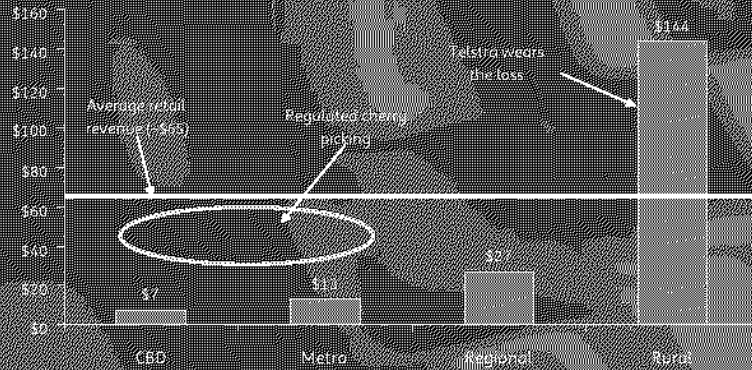 $160
$140
$120
$100
$80
$60
$40
$20
$0
Average retail
revenue (~$65)
Regulated cherry
picking
Telstra wears
the loss
$7
$13
$27
$144
CBD
Metro
Regional
Rural